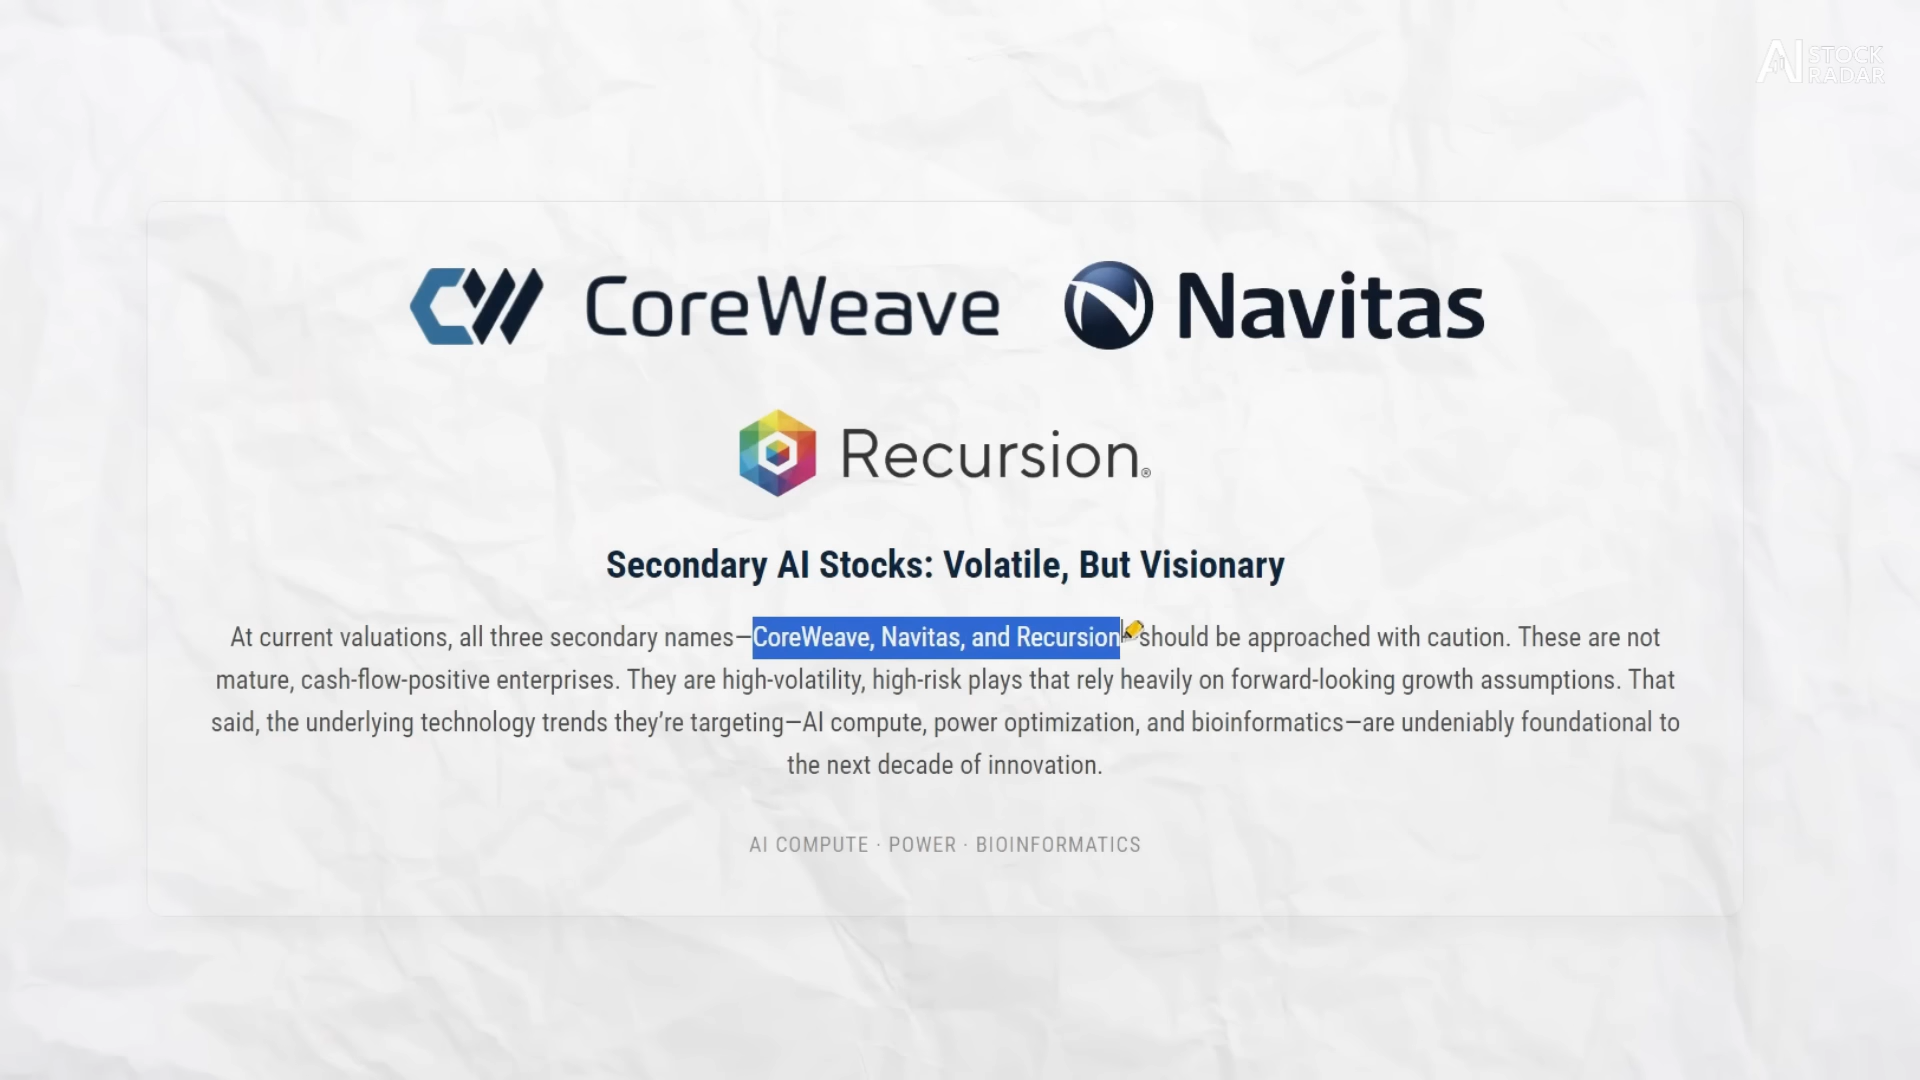 AI STOCK
RADAR
CoreWeave
Navitas
Recursion®
Secondary AI Stocks: Volatile, But Visionary
At current valuations, all three secondary names—CoreWeave, Navitas, and Recursion—should be approached with caution. These are not
mature, cash-flow-positive enterprises. They are high-volatility, high-risk plays that rely heavily on forward-looking growth assumptions. That
said, the underlying technology trends they’re targeting—AI compute, power optimization, and bioinformatics—are undeniably foundational to
the next decade of innovation.
AI COMPUTE · POWER · BIOINFORMATICS